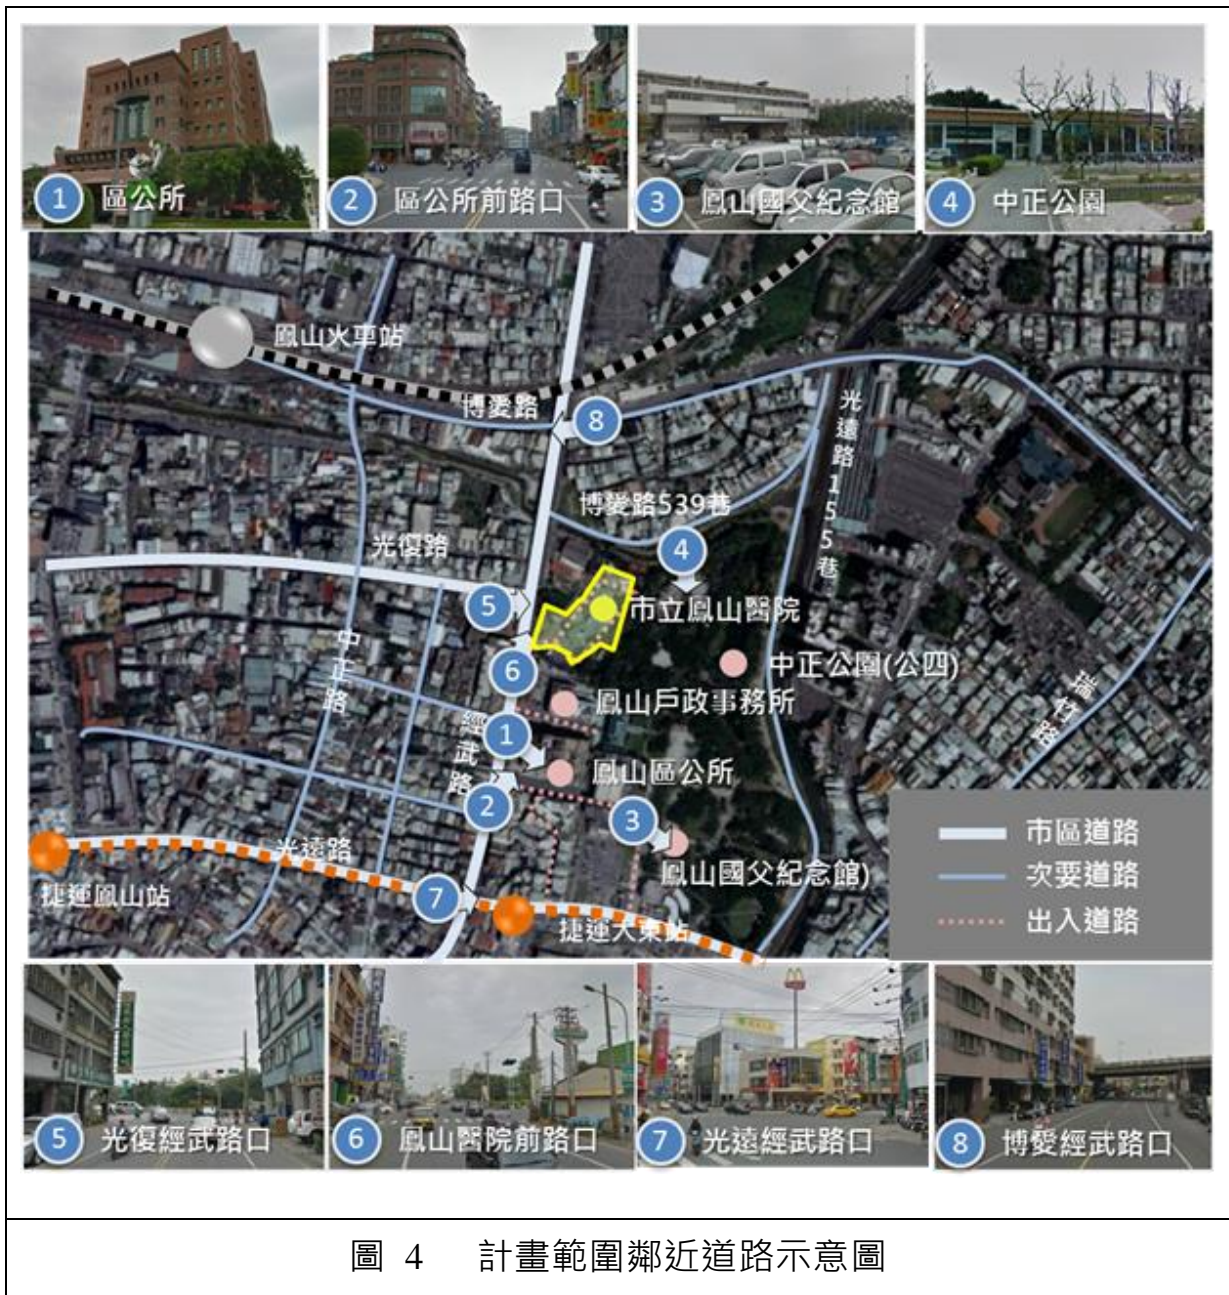 1 區公所
2 區公所前路口
3 鳳山國父紀念館
4 中正公園
鳳山火車站
博愛路
8
光遠路155巷
博愛路539巷
4
光復路
5
市立鳳山醫院
中正路
6
中正公園(公四)
鳳山戶政事務所
瑞竹路
1
經武路
鳳山區公所
2
3
市區道路
光遠路
鳳山國父紀念館)
次要道路
捷運鳳山站
7
捷運大東站
出入道路
5 光復經武路口
6 鳳山醫院前路口
7 光遠經武路口
8 博愛經武路口
圖 4 計畫範圍鄰近道路示意圖